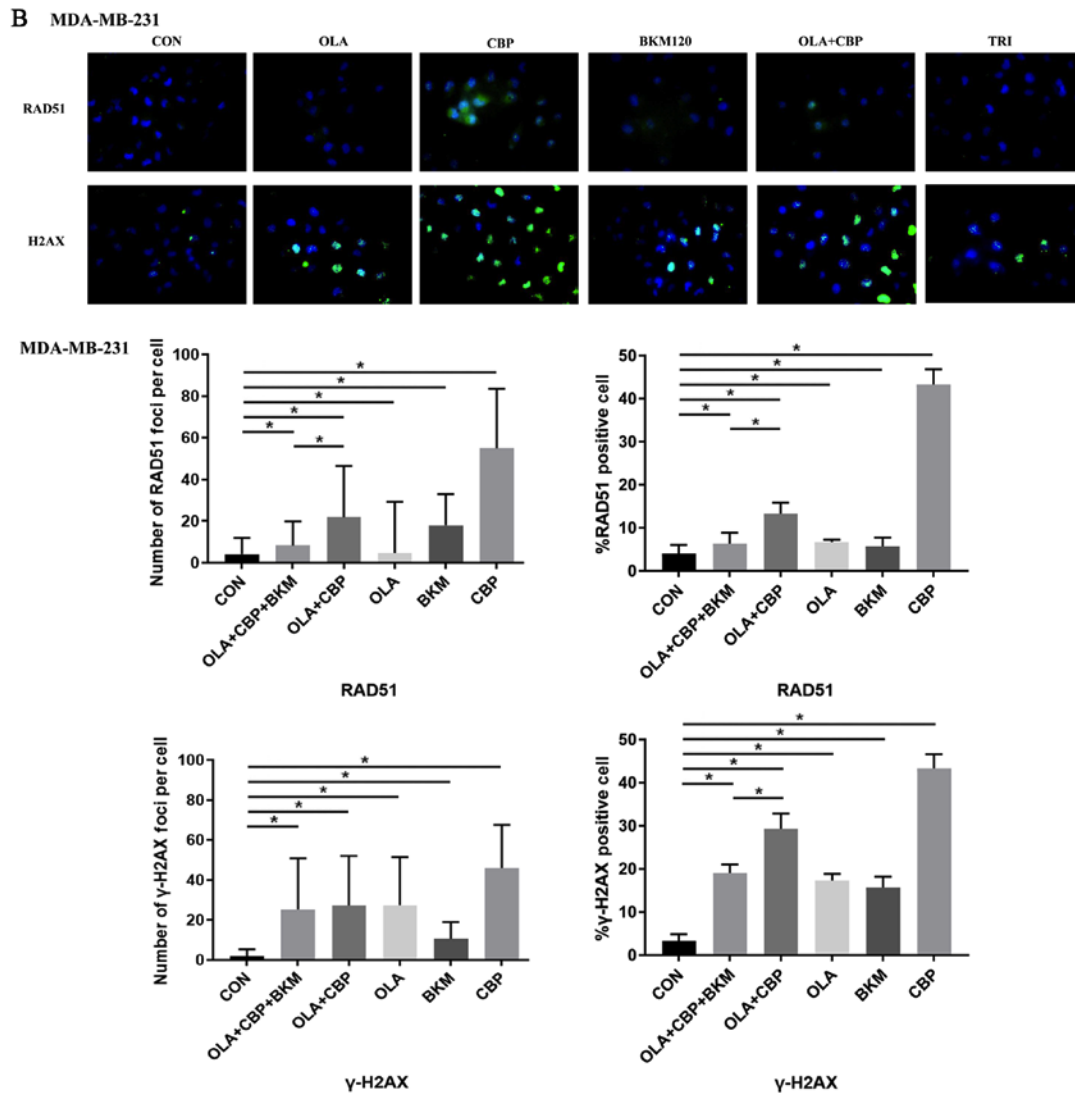 B MDA-MB-231
CON OLA CBP BKM120 OLA+CBP TRI
RAD51
H2AX
MDA-MB-231
Number of RAD51 foci per cell
100
80
60
40
20
0
* * * * * *
CON OLA+CBP+BKM OLA+CBP OLA BKM CBP
RAD51
%RAD51 positive cell
50
40
30
20
10
0
* * * * * *
CON OLA+CBP+BKM OLA+CBP OLA BKM CBP
RAD51
Number of γ-H2AX foci per cell
100
80
60
40
20
0
* * * * *
CON OLA+CBP+BKM OLA+CBP OLA BKM CBP
γ-H2AX
%γ-H2AX positive cell
50
40
30
20
10
0
* * * * * *
CON OLA+CBP+BKM OLA+CBP OLA BKM CBP
γ-H2AX